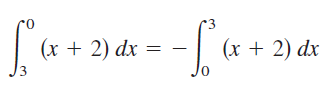 ∫₃⁰ (x + 2) dx = − ∫₀³ (x + 2) dx